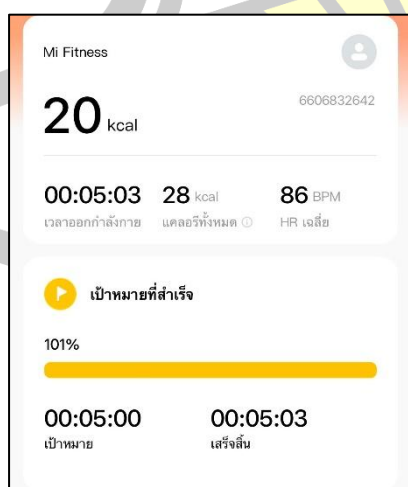 Mi Fitness
20 kcal
6606832642
00:05:03 28 kcal 86 BPM
เวลาออกกำลังกาย แคลอรีทั้งหมด HR เฉลี่ย
เป้าหมายที่สำเร็จ
101%
00:05:00 00:05:03
เป้าหมาย เสร็จสิ้น